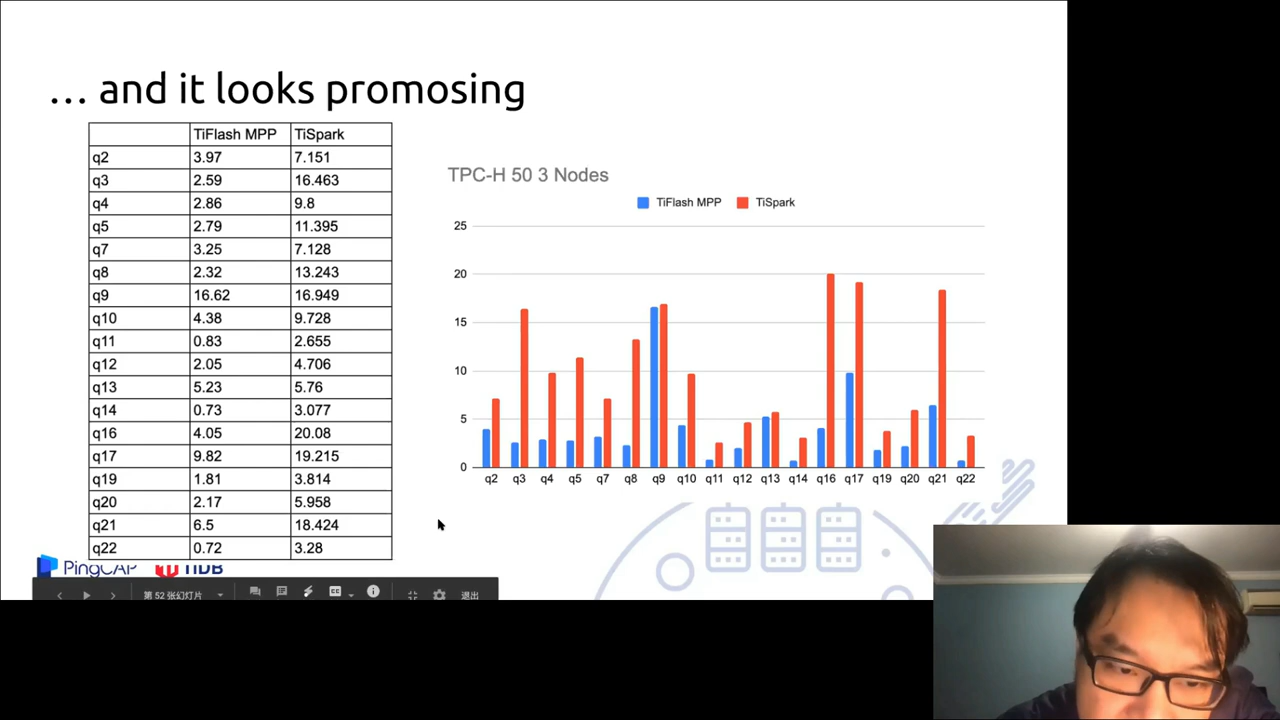 … and it looks promosing
TiFlash MPP TiSpark
q2 3.97 7.151
q3 2.59 16.463
q4 2.86 9.8
q5 2.79 11.395
q7 3.25 7.128
q8 2.32 13.243
q9 16.62 16.949
q10 4.38 9.728
q11 0.83 2.655
q12 2.05 4.706
q13 5.23 5.76
q14 0.73 3.077
q16 4.05 20.08
q17 9.82 19.215
q19 1.81 3.814
q20 2.17 5.958
q21 6.5 18.424
q22 0.72 3.28
TPC-H 50 3 Nodes
TiFlash MPP TiSpark
25
20
15
10
5
0
q2 q3 q4 q5 q7 q8 q9 q10 q11 q12 q13 q14 q16 q17 q19 q20 q21 q22
PingCAP TiDB
第 52 张幻灯片 CC 退出